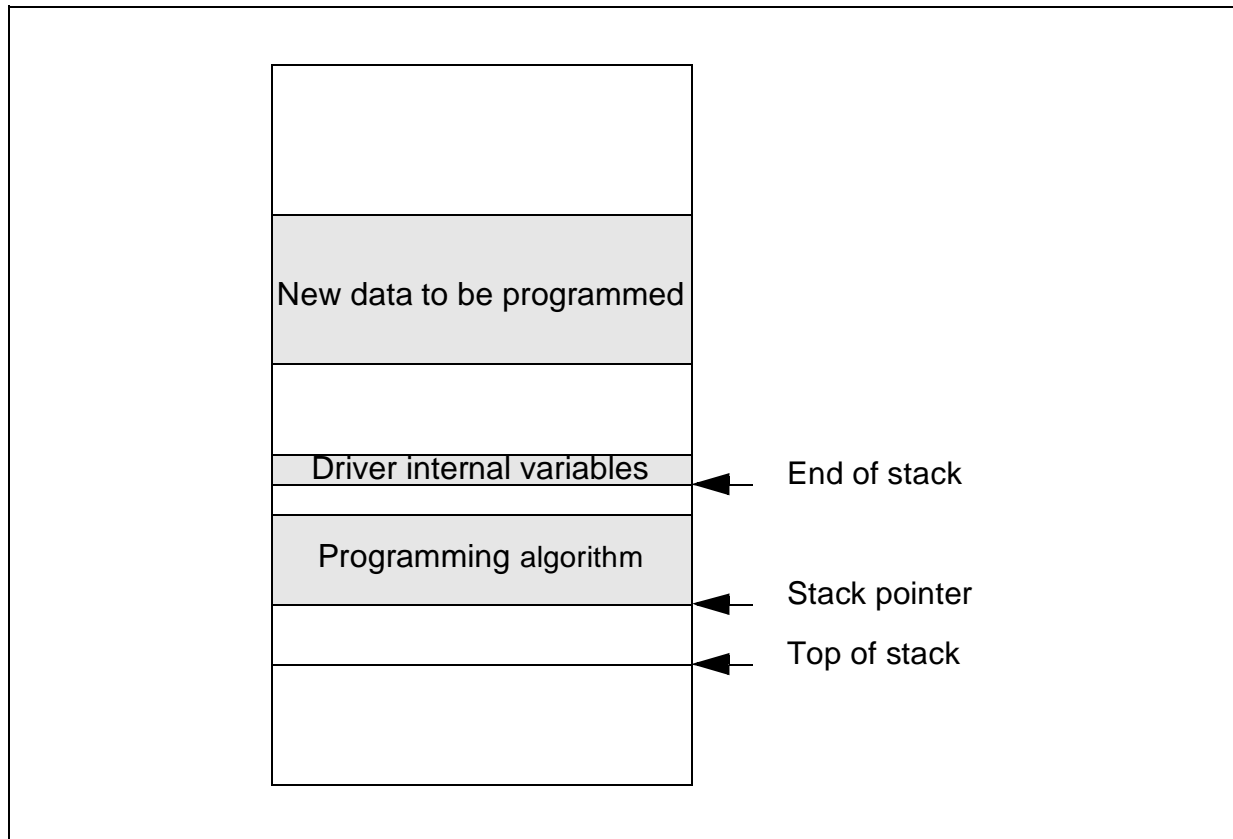 New data to be programmed
Driver internal variables
End of stack
Programming algorithm
Stack pointer
Top of stack